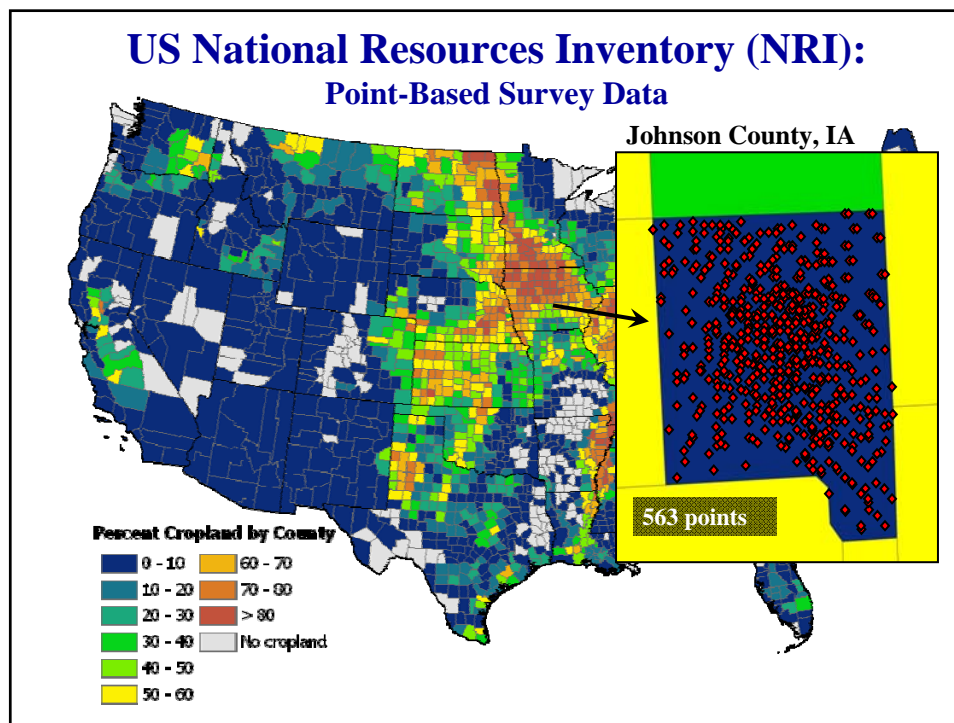 US National Resources Inventory (NRI):
Point-Based Survey Data
Johnson County, IA
563 points
Percent Cropland by County
0 - 10
10 - 20
20 - 30
30 - 40
40 - 50
50 - 60
60 - 70
70 - 80
> 80
No cropland